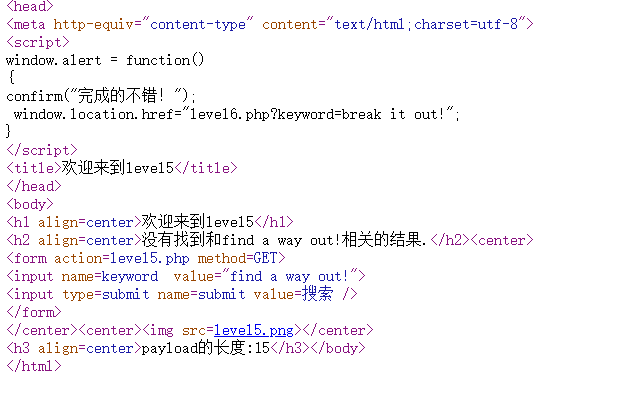 <head>
<meta http-equiv="content-type" content="text/html;charset=utf-8">
<script>
window.alert = function()
{
confirm("完成的不错！");
 window.location.href="level6.php?keyword=break it out!";
}
</script>
<title>欢迎来到level5</title>
</head>
<body>
<h1 align=center>欢迎来到level5</h1>
<h2 align=center>没有找到和find a way out!相关的结果.</h2><center>
<form action=level5.php method=GET>
<input name=keyword  value="find a way out!">
<input type=submit name=submit value=搜索 />
</form>
</center><center><img src=level5.png></center>
<h3 align=center>payload的长度:15</h3></body>
</html>